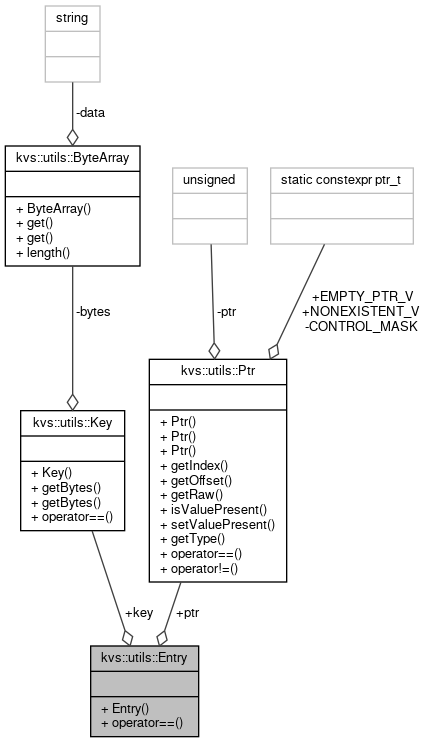 string
-data
kvs::utils::ByteArray
+ ByteArray()
+ get()
+ get()
+ length()
unsigned
static constexpr ptr_t
-bytes
-ptr
+EMPTY_PTR_V
+NONEXISTENT_V
-CONTROL_MASK
kvs::utils::Key
+ Key()
+ getBytes()
+ getBytes()
+ operator==()
kvs::utils::Ptr
+ Ptr()
+ Ptr()
+ Ptr()
+ getIndex()
+ getOffset()
+ getRaw()
+ isValuePresent()
+ setValuePresent()
+ getType()
+ operator==()
+ operator!=()
+key
+ptr
kvs::utils::Entry
+ Entry()
+ operator==()